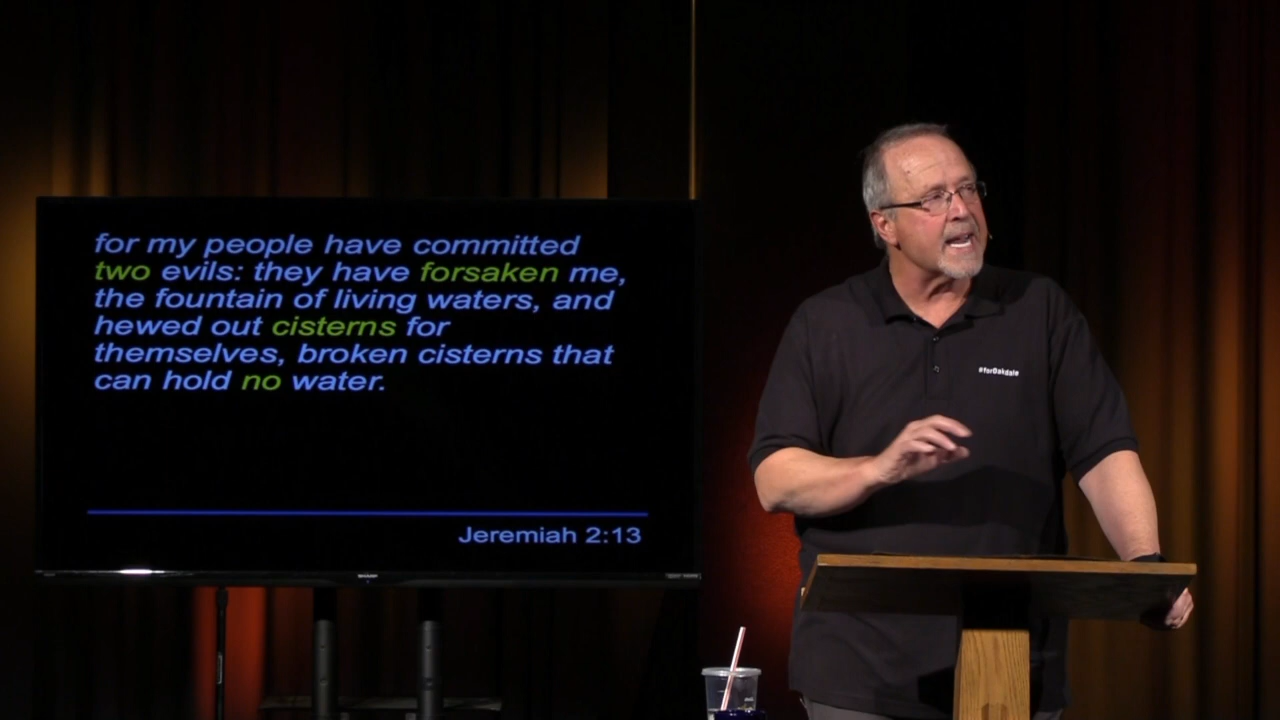 for my people have committed
two evils: they have forsaken me,
the fountain of living waters, and
hewed out cisterns for
themselves, broken cisterns that
can hold no water.
Jeremiah 2:13
SHARP
#forOakdale